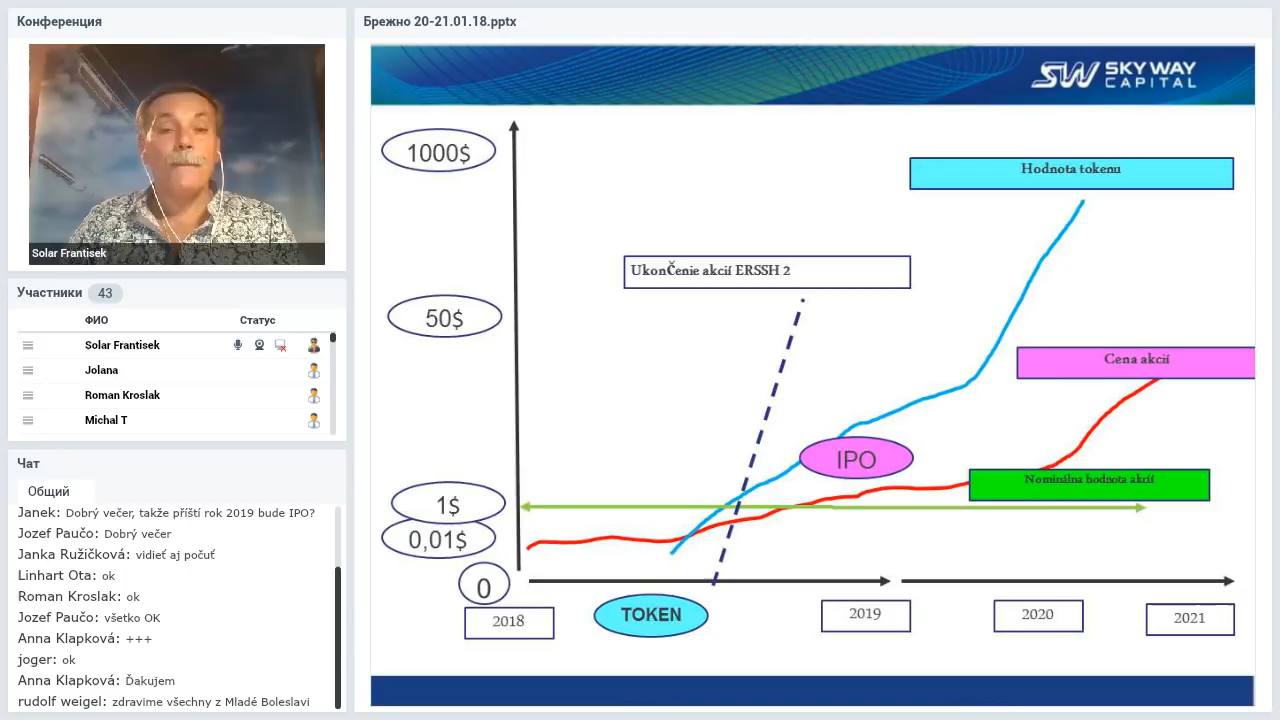 Конференция
Solar Frantisek
Участники 43
ФИО Статус
Solar Frantisek
Jolana
Roman Kroslak
Michal T
Чат
Общий
Janek: Dobrý večer, takže příští rok 2019 bude IPO?
Jozef Paučo: Dobrý večer
Janka Ružičková: vidieť aj počuť
Linhart Ota: ok
Roman Kroslak: ok
Jozef Paučo: všetko OK
Anna Klapková: +++
joger: ok
Anna Klapková: Ďakujem
rudolf weigel: zdravime všechny z Mladé Boleslavi
Брежно 20-21.01.18.pptx
SW SKY WAY
CAPITAL
1000$
Hodnota tokenu
UkonČenie akcií ERSSH 2
50$
Cena akcií
IPO
Nominálna hodnota akcií
1$
0,01$
0
2018
TOKEN
2019
2020
2021